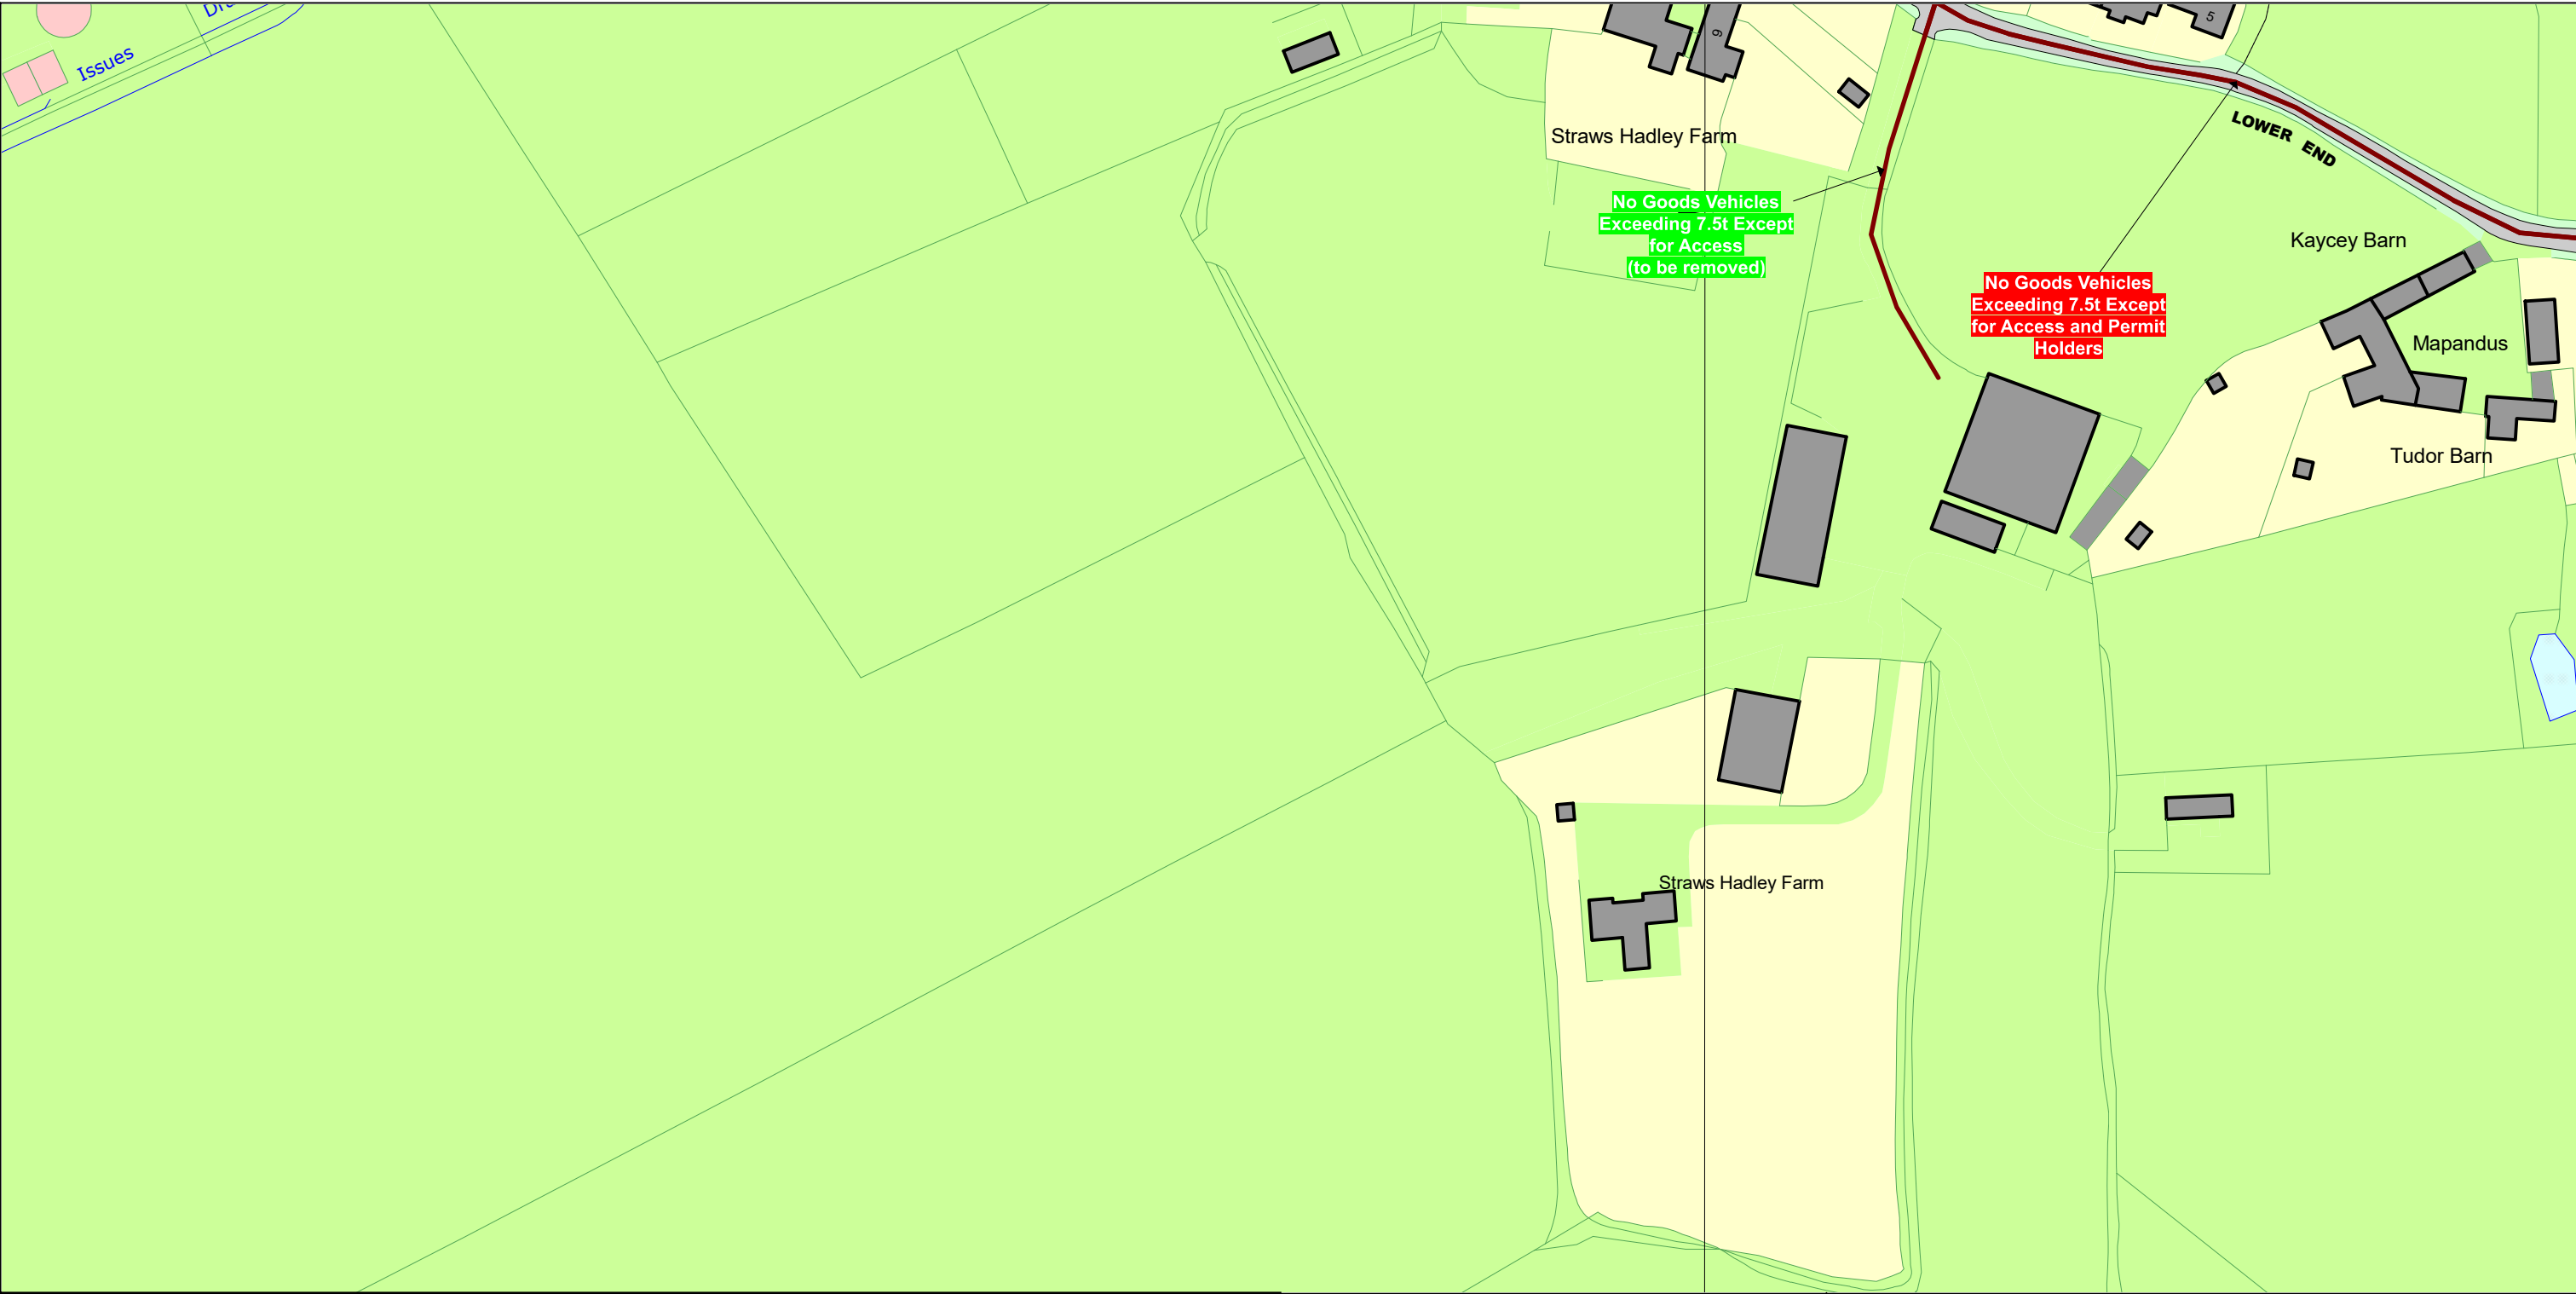 Issues
9
5
Straws Hadley Farm
LOWER END
No Goods Vehicles
Exceeding 7.5t Except
for Access
(to be removed)
Kaycey Barn
No Goods Vehicles
Exceeding 7.5t Except
for Access and Permit
Holders
Mapandus
Tudor Barn
Straws Hadley Farm